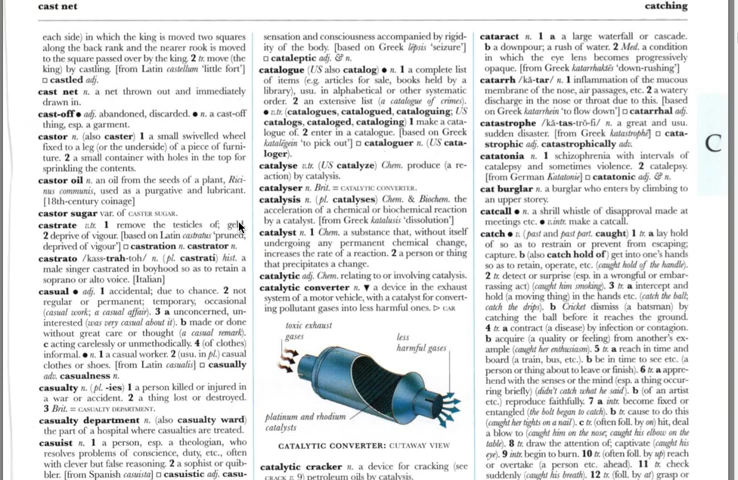 cast net
catching
each side) in which the king is moved two squares
along the back rank and the nearer rook is moved
to the square passed over by the king. 2 tr. move (the
king) by castling. [from Latin castellum ‘little fort’]
□ castled adj.
cast net n. a net thrown out and immediately
drawn in.
cast-off ● adj. abandoned, discarded. ● n. a cast-off
thing, esp. a garment.
castor n. (also caster) 1 a small swivelled wheel
fixed to a leg (or the underside) of a piece of furni-
ture. 2 a small container with holes in the top for
sprinkling the contents.
castor oil n. an oil from the seeds of a plant, Rici-
nus communis, used as a purgative and lubricant.
[18th-century coinage]
castor sugar var. of CASTER SUGAR.
castrate v.tr. 1 remove the testicles of; geld.
2 deprive of vigour. [based on Latin castratus ‘pruned,
deprived of vigour’] □ castration n. castrator n.
castrato /kass-trah-toh/ n. (pl. castrati) hist. a
male singer castrated in boyhood so as to retain a
soprano or alto voice. [Italian]
casual ● adj. 1 accidental; due to chance. 2 not
regular or permanent; temporary, occasional
(casual work; a casual affair). 3 a unconcerned, un-
interested (was very casual about it). b made or done
without great care or thought (a casual remark).
c acting carelessly or unmethodically. 4 (of clothes)
informal. ● n. 1 a casual worker. 2 (usu. in pl.) casual
clothes or shoes. [from Latin casualis] □ casually
adv. casualness n.
casualty n. (pl. -ies) 1 a person killed or injured in
a war or accident. 2 a thing lost or destroyed.
3 Brit. = CASUALTY DEPARTMENT.
casualty department n. (also casualty ward)
the part of a hospital where casualties are treated.
casuist n. 1 a person, esp. a theologian, who
resolves problems of conscience, duty, etc., often
with clever but false reasoning. 2 a sophist or quib-
bler. [from Spanish casuista] □ casuistic adj. casu-
sensation and consciousness accompanied by rigid-
ity of the body. [based on Greek lēpsis ‘seizure’]
□ cataleptic adj. & n.
catalogue (US also catalog) ● n. 1 a complete list
of items (e.g. articles for sale, books held by a
library), usu. in alphabetical or other systematic
order. 2 an extensive list (a catalogue of crimes).
● v.tr. (catalogues, catalogued, cataloguing; US
catalogs, cataloged, cataloging) 1 make a cata-
logue of. 2 enter in a catalogue. [based on Greek
katalegein ‘to pick out’] □ cataloguer n. (US cata-
loger).
catalyse v.tr. (US catalyze) Chem. produce (a re-
action) by catalysis.
catalyser n. Brit. = CATALYTIC CONVERTER.
catalysis n. (pl. catalyses) Chem. & Biochem. the
acceleration of a chemical or biochemical reaction
by a catalyst. [from Greek katalusis ‘dissolution’]
catalyst n. 1 Chem. a substance that, without itself
undergoing any permanent chemical change,
increases the rate of a reaction. 2 a person or thing
that precipitates a change.
catalytic adj. Chem. relating to or involving catalysis.
catalytic converter n. ▼ a device in the exhaust
system of a motor vehicle, with a catalyst for convert-
ing pollutant gases into less harmful ones. ▷ CAR
toxic exhaust
gases
less
harmful gases
platinum and rhodium
catalysts
CATALYTIC CONVERTER: CUTAWAY VIEW
catalytic cracker n. a device for cracking (see
CRACK n. 9) petroleum oils by catalysis.
cataract n. 1 a a large waterfall or cascade.
b a downpour; a rush of water. 2 Med. a condition
in which the eye lens becomes progressively
opaque. [from Greek katarrhaktēs ‘down-rushing’]
catarrh /kă-tar/ n. 1 inflammation of the mucous
membrane of the nose, air passages, etc. 2 a watery
discharge in the nose or throat due to this. [based
on Greek katarrhein ‘to flow down’] □ catarrhal adj.
catastrophe /kă-tas-trŏ-fi/ n. a great and usu.
sudden disaster. [from Greek katastrophē] □ cata-
strophic adj. catastrophically adv.
catatonia n. 1 schizophrenia with intervals of
catalepsy and sometimes violence. 2 catalepsy.
[from German Katatonie] □ catatonic adj. & n.
cat burglar n. a burglar who enters by climbing to
an upper storey.
catcall ● n. a shrill whistle of disapproval made at
meetings etc. ● v.intr. make a catcall.
catch ● v. (past and past part. caught) 1 tr. a lay hold
of so as to restrain or prevent from escaping;
capture. b (also catch hold of) get into one's hands
so as to retain, operate, etc. (caught hold of the handle).
2 tr. detect or surprise (esp. in a wrongful or embar-
rassing act) (caught him smoking). 3 tr. a intercept and
hold (a moving thing) in the hands etc. (catch the ball;
catch the drips). b Cricket dismiss (a batsman) by
catching the ball before it reaches the ground.
4 tr. a contract (a disease) by infection or contagion.
b acquire (a quality or feeling) from another's ex-
ample (caught her enthusiasm). 5 tr. a reach in time and
board (a train, bus, etc.). b be in time to see etc. (a
person or thing about to leave or finish). 6 tr. a appre-
hend with the senses or the mind (esp. a thing occur-
ring briefly) (didn't catch what he said). b (of an artist
etc.) reproduce faithfully. 7 a intr. become fixed or
entangled (the bolt began to catch). b tr. cause to do this
(caught her tights on a nail). c tr. (often foll. by on) hit, deal
a blow to (caught him on the nose; caught his elbow on the
table). 8 tr. draw the attention of; captivate (caught his
eye). 9 intr. begin to burn. 10 tr. (often foll. by up) reach
or overtake (a person etc. ahead). 11 tr. check
suddenly (caught his breath). 12 tr. (foll. by at) grasp or
C